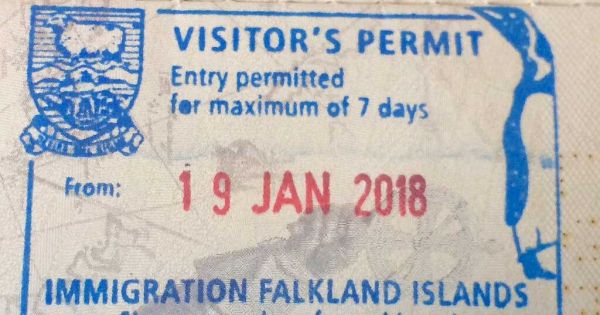 VISITOR'S PERMIT
Entry permitted
for maximum of 7 days
From: 19 JAN 2018
IMMIGRATION FALKLAND ISLANDS